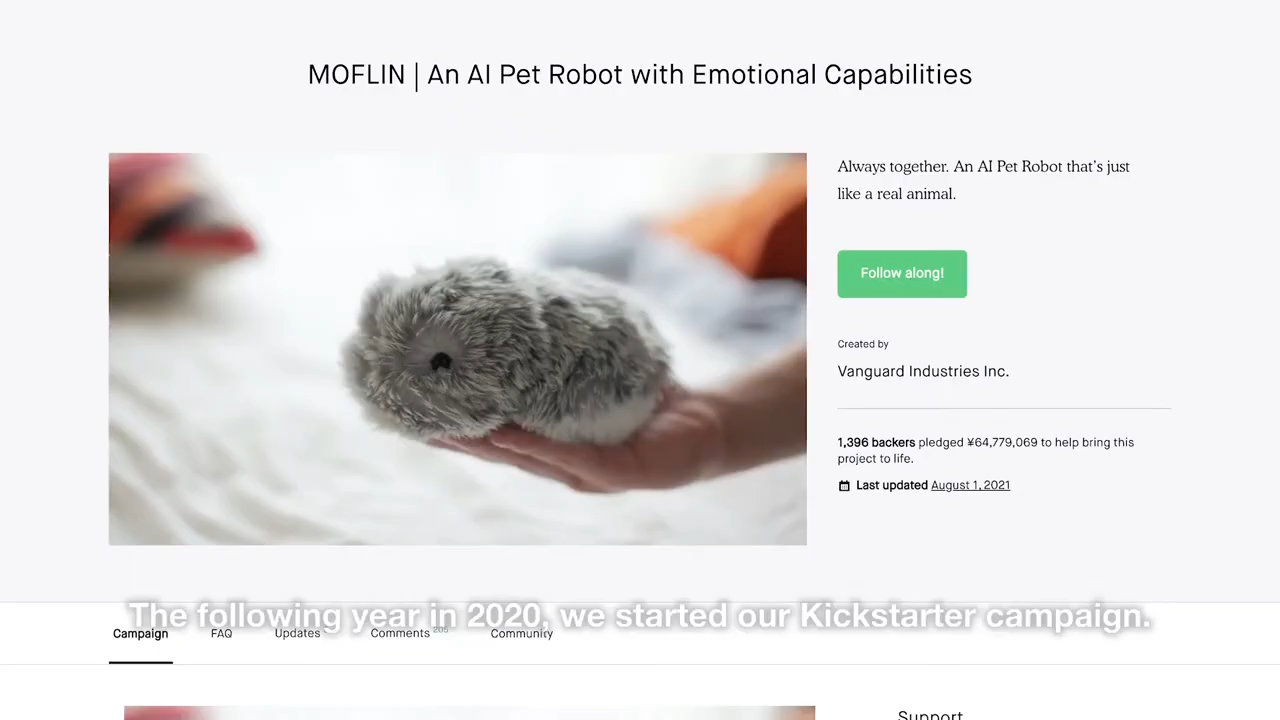 MOFLIN | An AI Pet Robot with Emotional Capabilities
Always together. An AI Pet Robot that's just
like a real animal.
Follow along!
Created by
Vanguard Industries Inc.
1,396 backers pledged ¥64,779,069 to help bring this
project to life.
Last updated August 1, 2021
The following year in 2020, we started our Kickstarter campaign.
Campaign FAQ Updates Comments 205 Community
Support